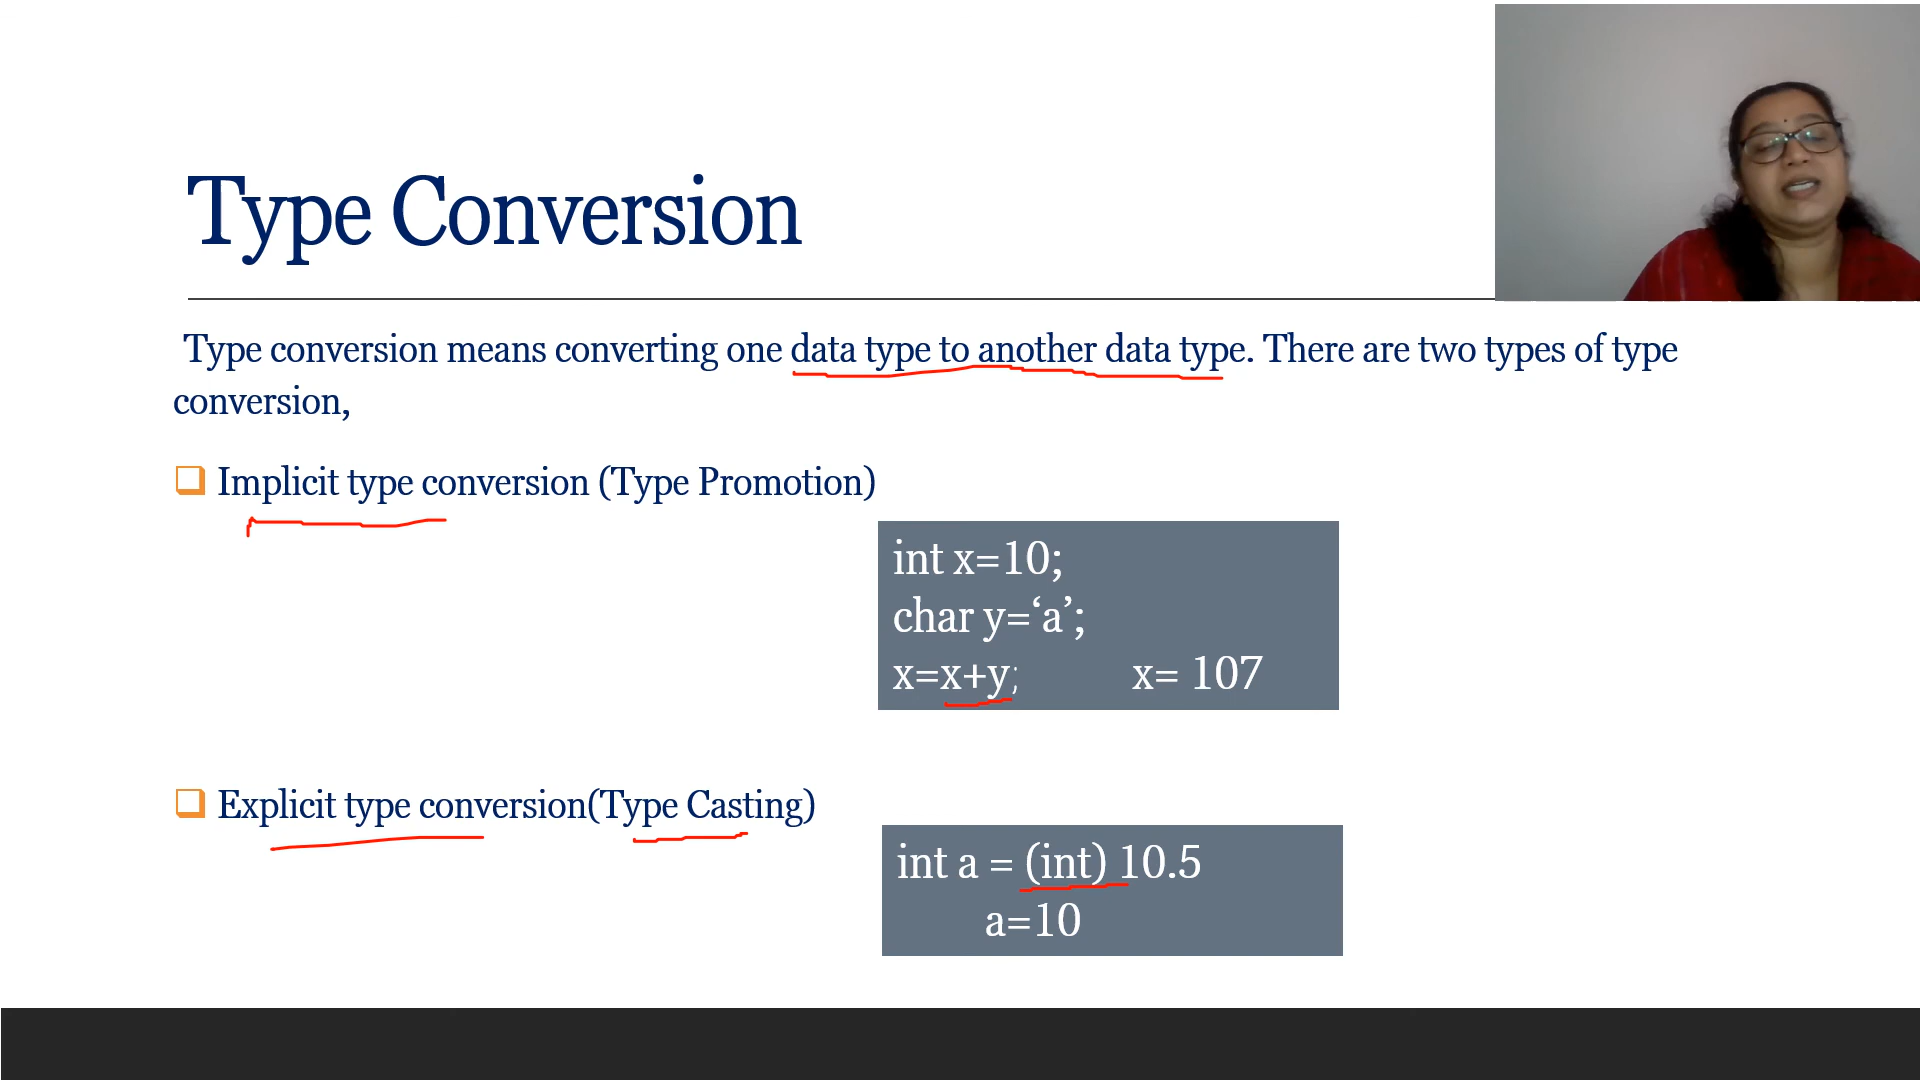 Type Conversion
Type conversion means converting one data type to another data type. There are two types of type
conversion,
Implicit type conversion (Type Promotion)
int x=10;
char y=‘a’;
x=x+y; x= 107
Explicit type conversion(Type Casting)
int a = (int) 10.5
a=10